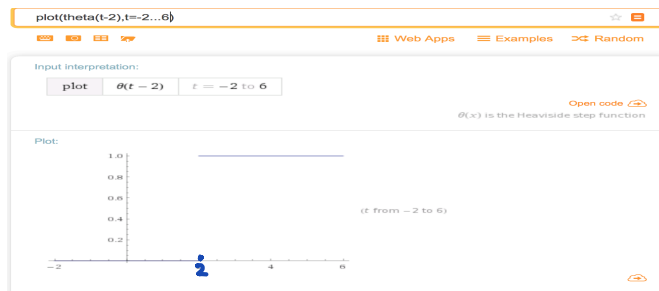 plot(theta(t-2),t=-2...6)
Web Apps Examples Random
Input interpretation:
plot θ(t − 2) t = −2 to 6
Open code
θ(x) is the Heaviside step function
Plot:
1.0
0.8
0.6
0.4
0.2
(t from −2 to 6)
−2 2 4 6